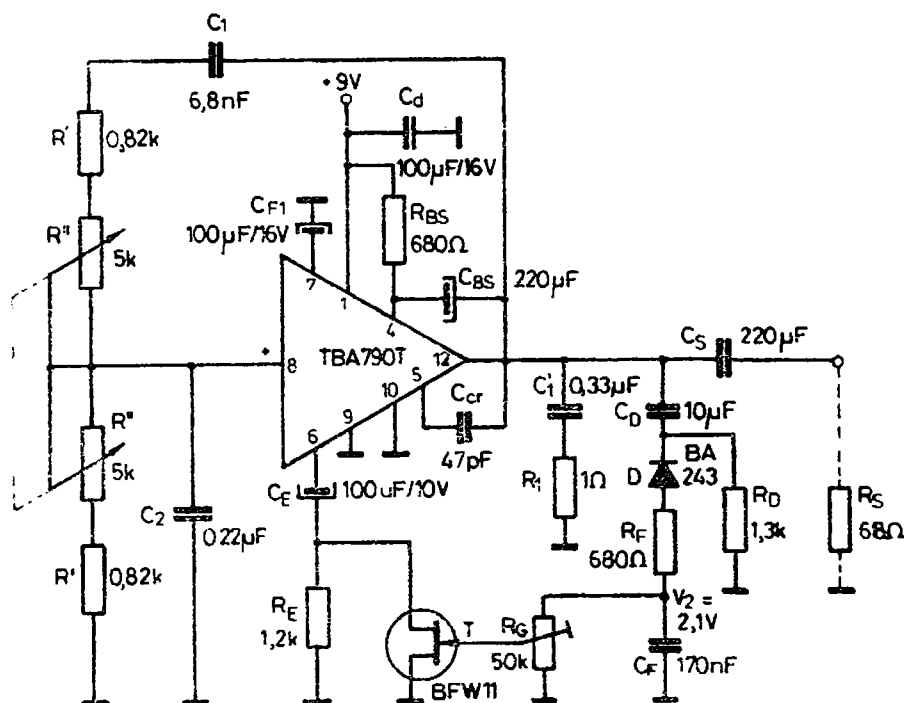 C1
6,8nF
+9V
Cd
100µF/16V
R'
0,82k
CF1
100µF/16V
RBS
680Ω
R"
5k
CBS
220µF
7
1
4
+
8
TBA790T
12
5
10
9
6
Ccr
47pF
CS
220µF
C'1
0,33µF
CD
10µF
R"
5k
CE
100uF/10V
C2
0.22µF
R1
1Ω
D
BA
243
RD
1,3k
RS
68Ω
RF
680Ω
R'
0,82k
RE
1,2k
T
BFW11
RG
50k
V2 =
2,1V
CF
170nF